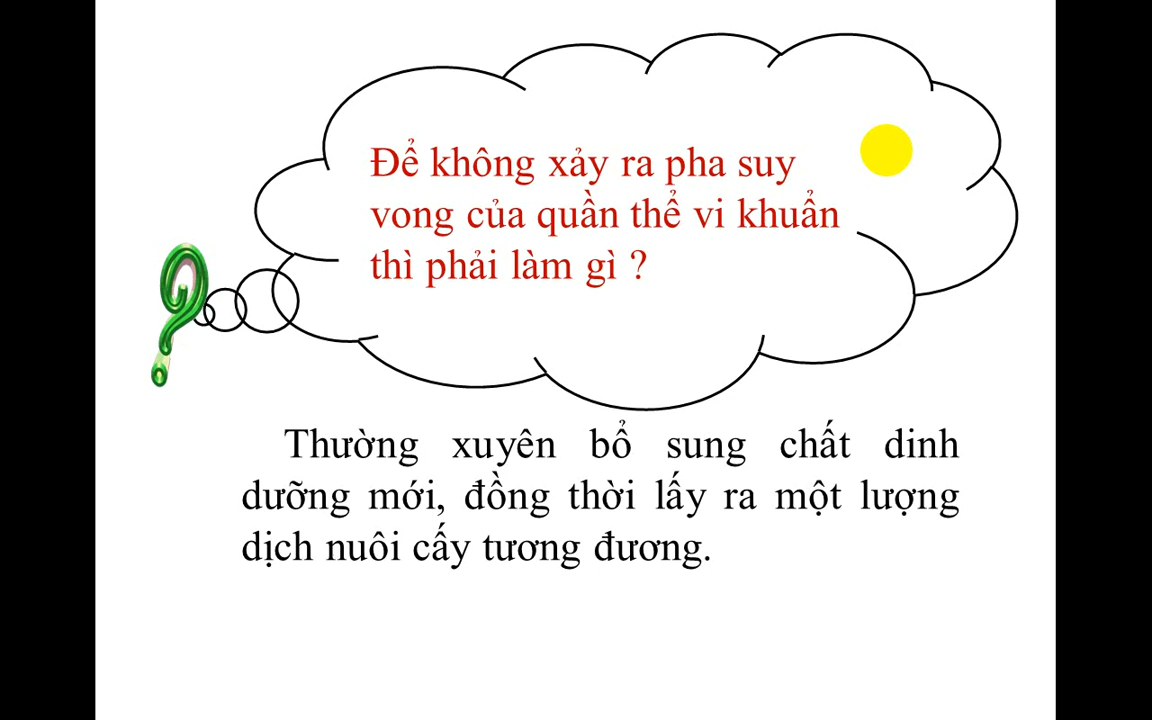 Để không xảy ra pha suy
vong của quần thể vi khuẩn
thì phải làm gì ?
Thường xuyên bổ sung chất dinh
dưỡng mới, đồng thời lấy ra một lượng
dịch nuôi cấy tương đương.